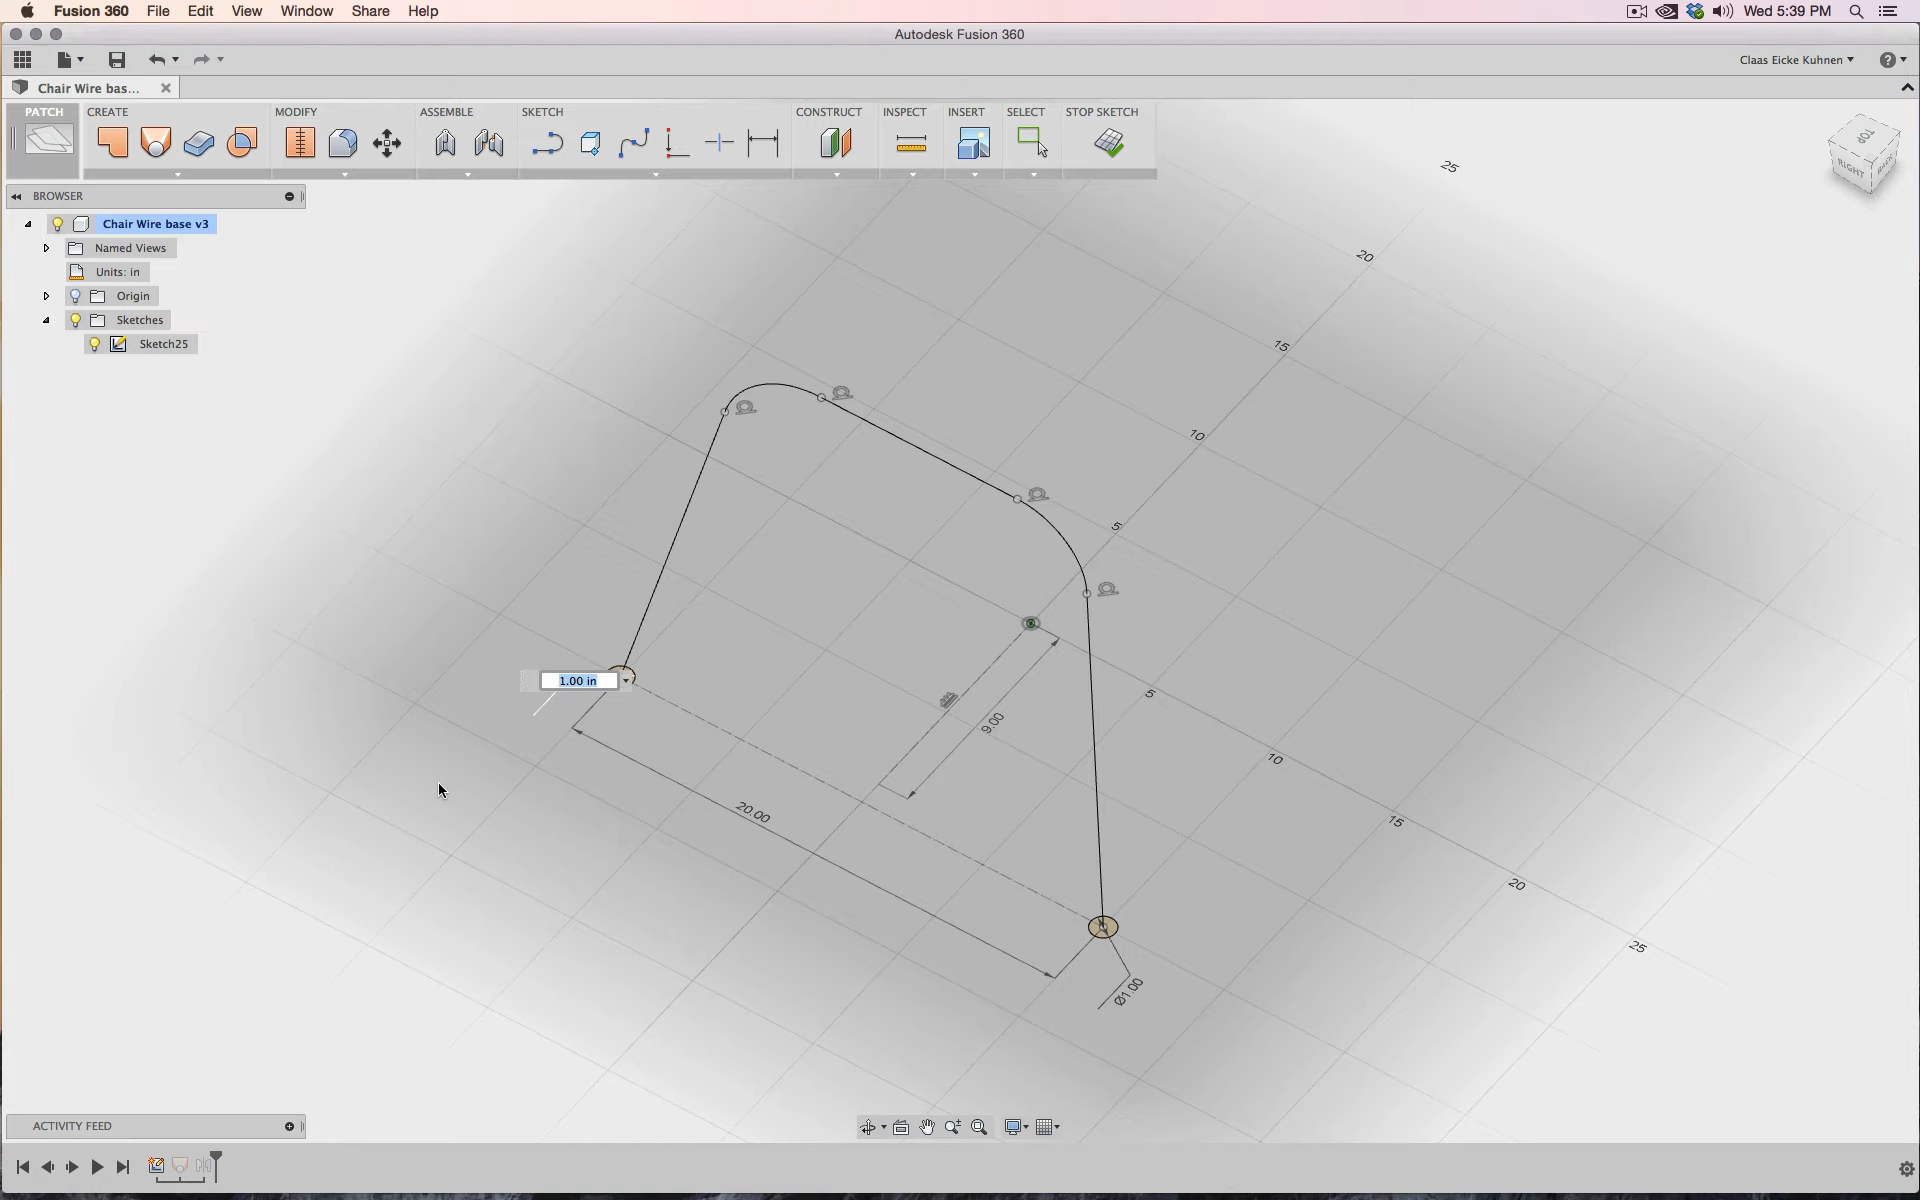 Fusion 360 File Edit View Window Share Help Wed 5:39 PM
Autodesk Fusion 360
Claas Eicke Kuhnen
Chair Wire bas...
PATCH CREATE MODIFY ASSEMBLE SKETCH CONSTRUCT INSPECT INSERT SELECT STOP SKETCH
TOP
RIGHT BACK
BROWSER
Chair Wire base v3
Named Views
Units: in
Origin
Sketches
Sketch25
25
20
15
10
5
1.00 in
5
9.00
10
20.00
15
20
25
Ø1.00
ACTIVITY FEED